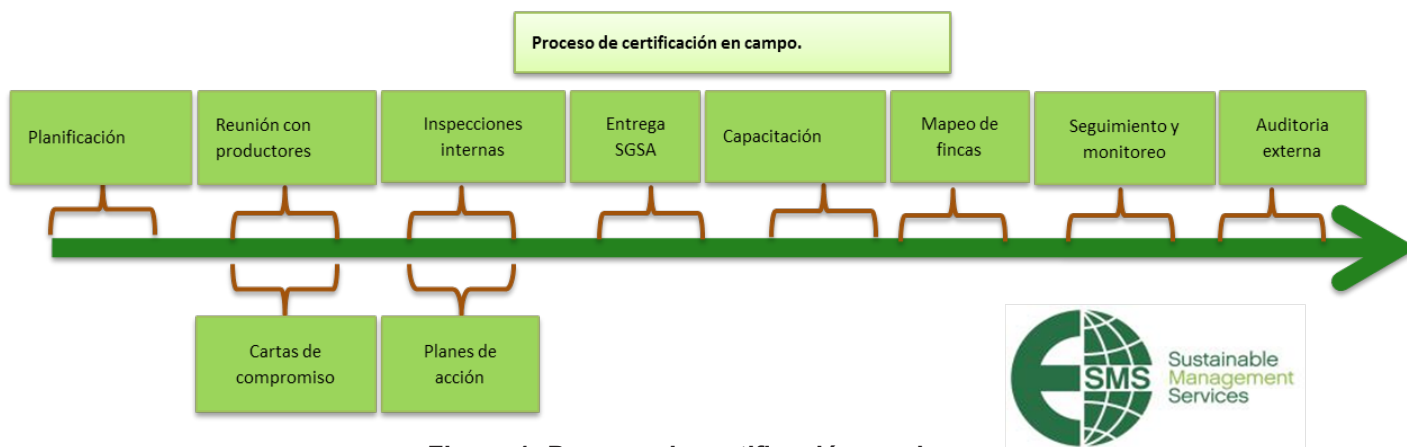 Proceso de certificación en campo.
Planificación
Reunión con
productores
Inspecciones
internas
Entrega
SGSA
Capacitación
Mapeo de
fincas
Seguimiento y
monitoreo
Auditoria
externa
Cartas de
compromiso
Planes de
acción
SMS
Sustainable
Management
Services